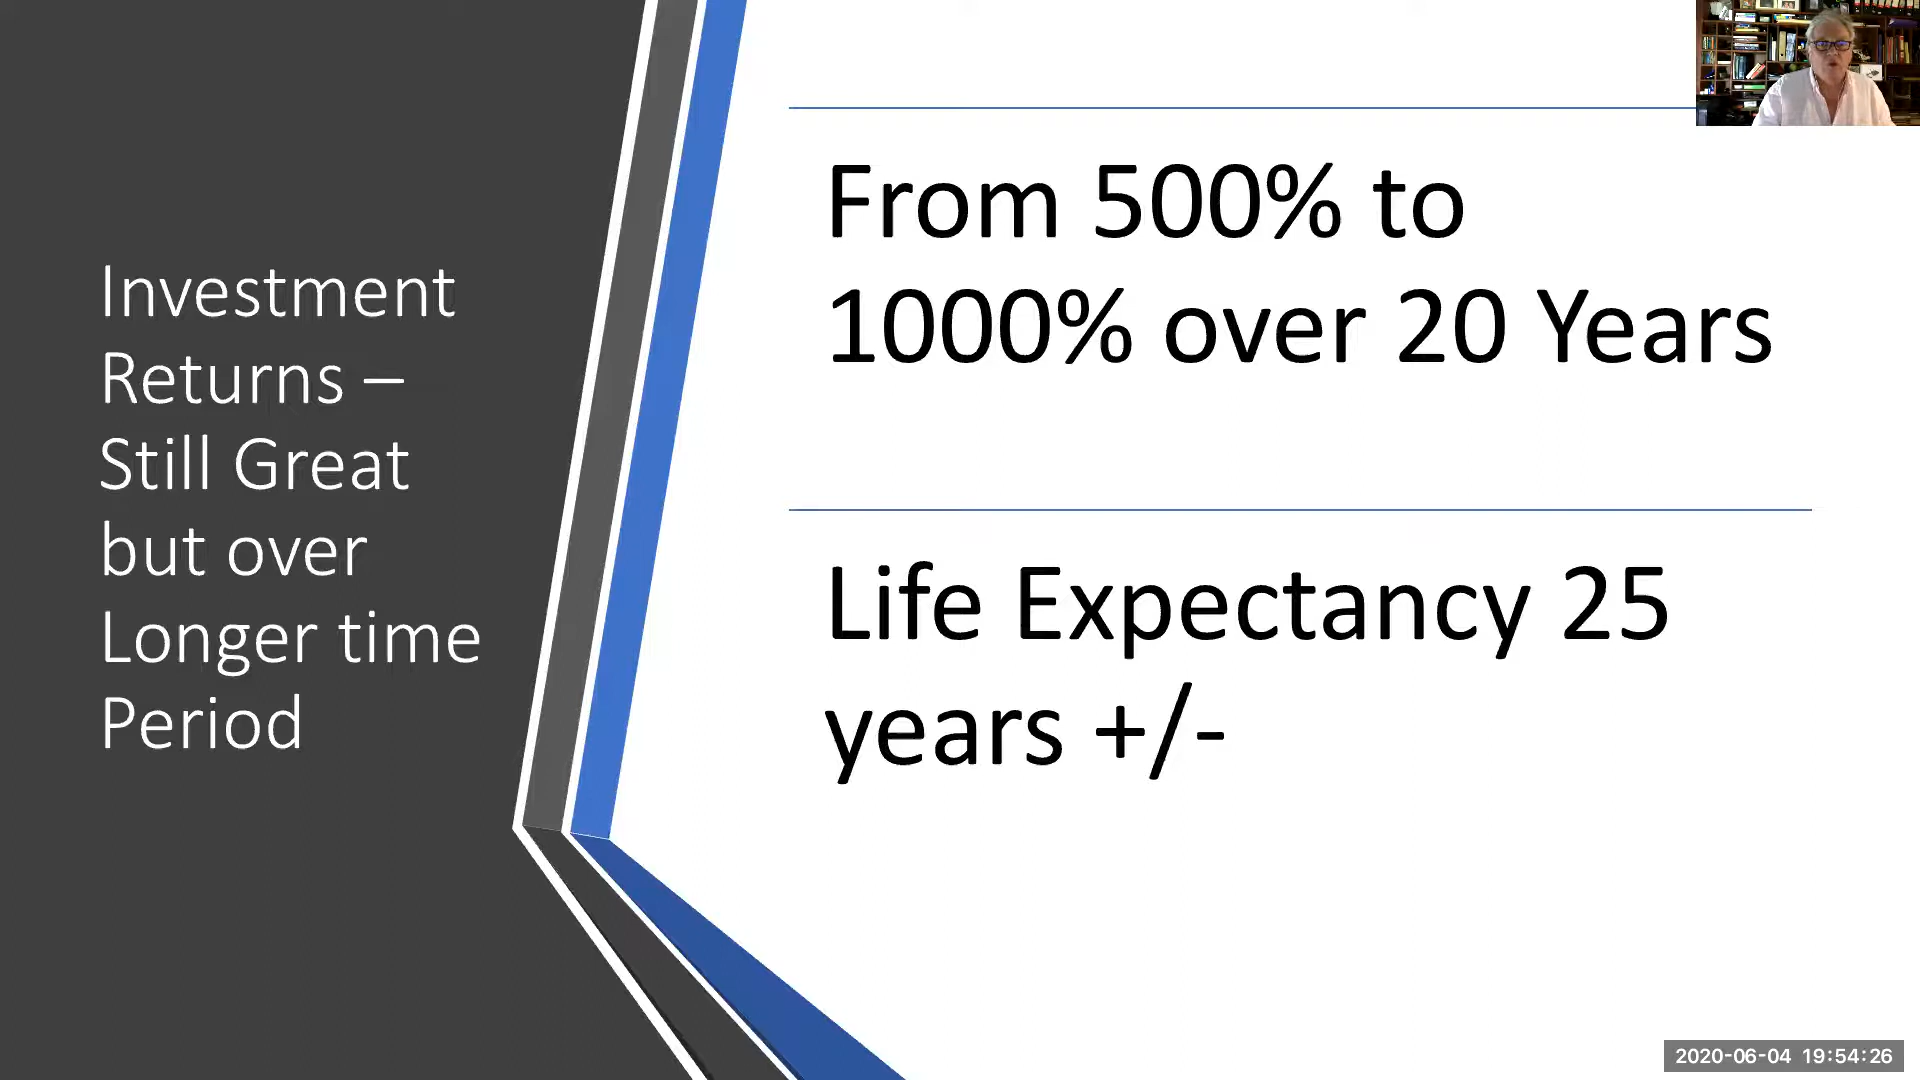 Investment
Returns –
Still Great
but over
Longer time
Period
From 500% to
1000% over 20 Years
Life Expectancy 25
years +/-
2020-06-04 19:54:26